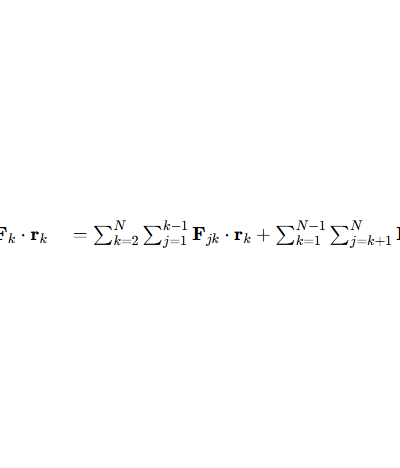 F_k · r_k = ∑_{k=2}^{N} ∑_{j=1}^{k−1} F_{jk} · r_k + ∑_{k=1}^{N−1} ∑_{j=k+1}^{N}